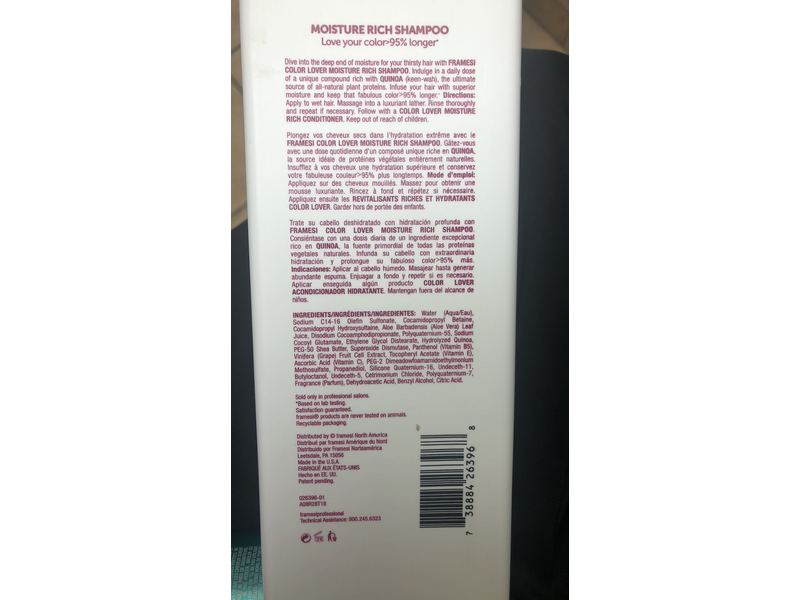 MOISTURE RICH SHAMPOO
Love your color>95% longer*
Dive into the deep end of moisture for your thirsty hair with FRAMESI
COLOR LOVER MOISTURE RICH SHAMPOO. Indulge in a daily dose
of a unique compound rich with QUINOA (keen-wah), the ultimate
source of all-natural plant proteins. Infuse your hair with superior
moisture and keep that fabulous color>95% longer.* Directions:
Apply to wet hair. Massage into a luxuriant lather. Rinse thoroughly
and repeat if necessary. Follow with a COLOR LOVER MOISTURE
RICH CONDITIONER. Keep out of reach of children.
Plongez vos cheveux secs dans l'hydratation extrême avec le
FRAMESI COLOR LOVER MOISTURE RICH SHAMPOO. Gâtez-vous
avec une dose quotidienne d'un composé unique riche en QUINOA,
la source idéale de protéines végétales entièrement naturelles.
Insufflez à vos cheveux une hydratation supérieure et conservez
votre fabuleuse couleur>95% plus longtemps. Mode d'emploi:
Appliquez sur des cheveux mouillés. Massez pour obtenir une
mousse luxuriante. Rincez à fond et répétez si nécessaire.
Appliquez ensuite les REVITALISANTS RICHES ET HYDRATANTS
COLOR LOVER. Garder hors de portée des enfants.
Trate su cabello deshidratado con hidratación profunda con
FRAMESI COLOR LOVER MOISTURE RICH SHAMPOO.
Consiéntase con una dosis diaria de un ingrediente excepcional
rico en QUINOA, la fuente primordial de todas las proteínas
vegetales naturales. Infunda su cabello con extraordinaria
hidratación y prolongue su fabuloso color>95% más.
Indicaciones: Aplicar al cabello húmedo. Masajear hasta generar
abundante espuma. Enjuagar a fondo y repetir si es necesario.
Aplicar enseguida algún producto COLOR LOVER
ACONDICIONADOR HIDRATANTE. Mantengan fuera del alcance de
niños.
INGREDIENTS/INGRÉDIENTS/INGREDIENTES: Water (Aqua/Eau),
Sodium C14-16 Olefin Sulfonate, Cocamidopropyl Betaine,
Cocamidopropyl Hydroxysultaine, Aloe Barbadensis (Aloe Vera) Leaf
Juice, Disodium Cocoamphodipropionate, Polyquaternium-55, Sodium
Cocoyl Glutamate, Ethylene Glycol Distearate, Hydrolyzed Quinoa,
PEG-50 Shea Butter, Superoxide Dismutase, Panthenol (Vitamin B5),
Vinifera (Grape) Fruit Cell Extract, Tocopheryl Acetate (Vitamin E),
Ascorbic Acid (Vitamin C), PEG-2 Dimeadowfoamamidoethylmonium
Methosulfate, Propanediol, Silicone Quaternium-16, Undeceth-11,
Butyloctanol, Undeceth-5, Cetrimonium Chloride, Polyquaternium-7,
Fragrance (Parfum), Dehydroacetic Acid, Benzyl Alcohol, Citric Acid.
Sold only in professional salons.
*Based on lab testing.
Satisfaction guaranteed.
framesi® products are never tested on animals.
Recyclable packaging.
Distributed by © framesi North America
Distribué par framesi Amérique du Nord
Distribuido por Framesi Norteamérica
Leetsdale, PA 15056
Made in the U.S.A.
FABRIQUÉ AUX ÉTATS-UNIS
Hecho en EE. UU.
Patent pending.
026396-01
A08R28T18
framesiprofessional
Technical Assistance: 800.245.6323
7 38884 26396 8